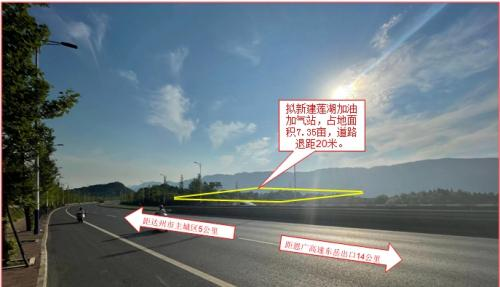 拟新建莲湖加油
加气站，占地面
积7.35亩，道路
退距20米。
距达州市主城区5公里
距恩广高速东岳出口14公里